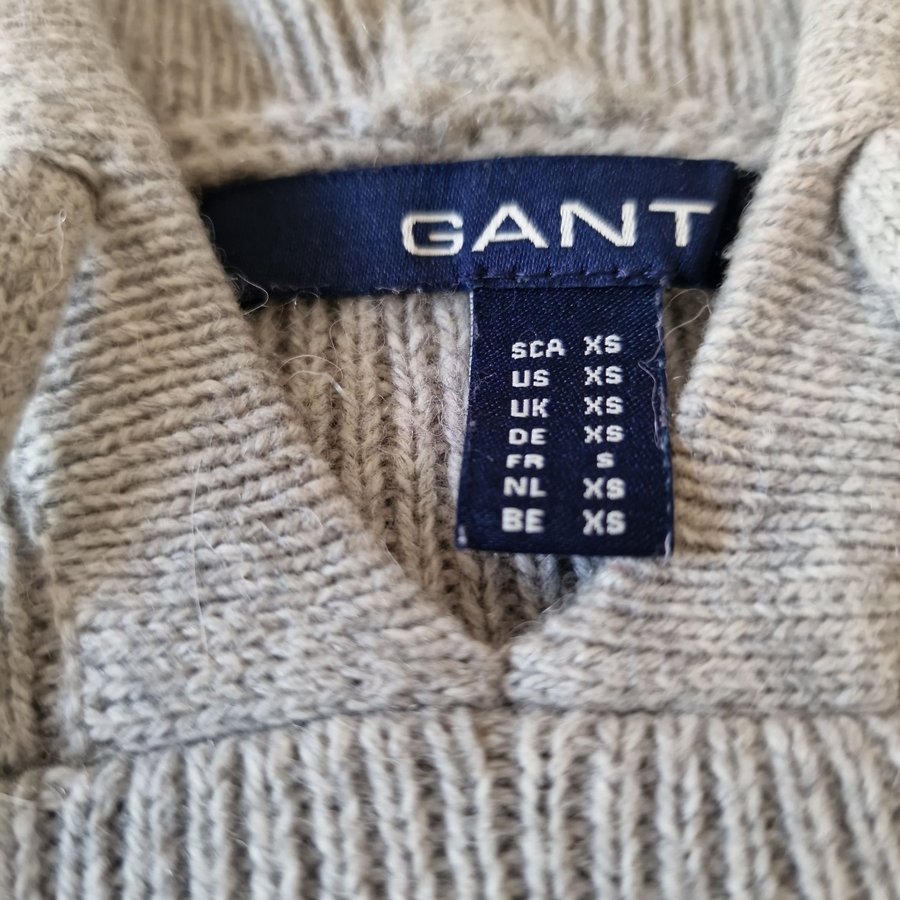 GANT
SCA XS
US XS
UK XS
DE XS
FR S
NL XS
BE XS